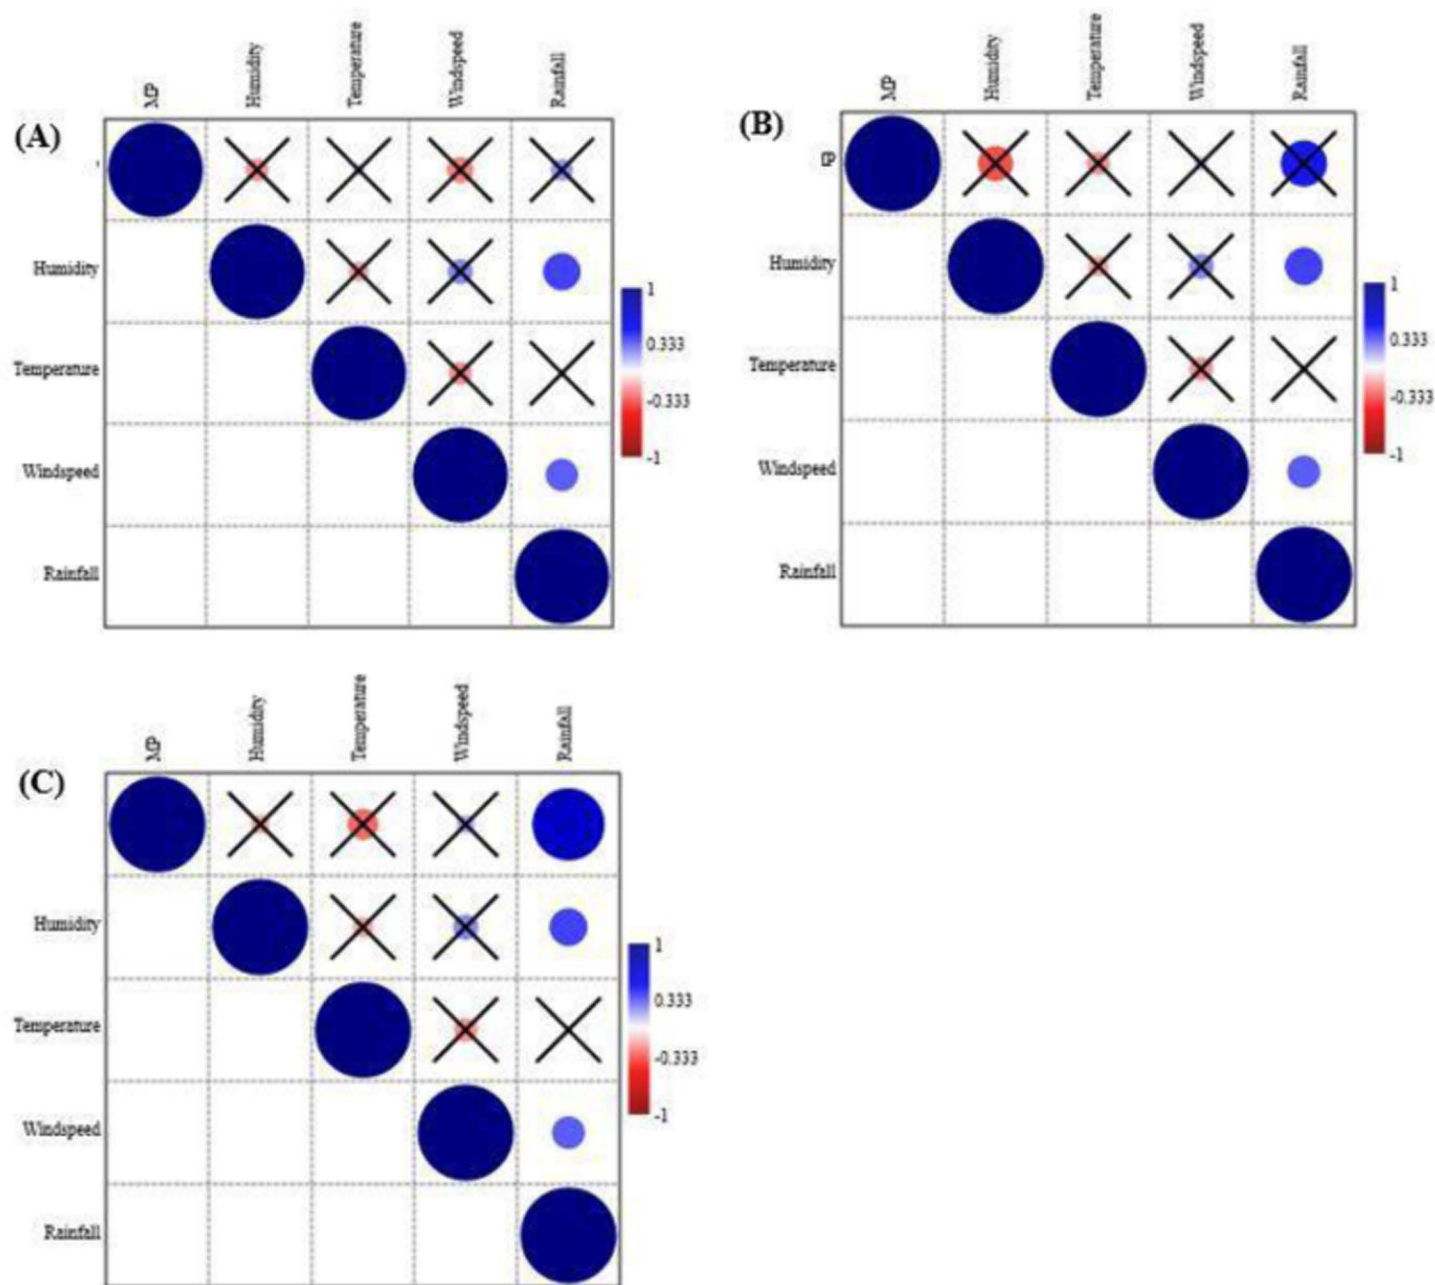 MP
Humidity
Temperature
Windspeed
Rainfall
(A)
Humidity
Temperature
Windspeed
Rainfall
1
0.333
-0.333
-1
MP
Humidity
Temperature
Windspeed
Rainfall
(B)
Humidity
Temperature
Windspeed
Rainfall
1
0.333
-0.333
-1
MP
Humidity
Temperature
Windspeed
Rainfall
(C)
Humidity
Temperature
Windspeed
Rainfall
1
0.333
-0.333
-1